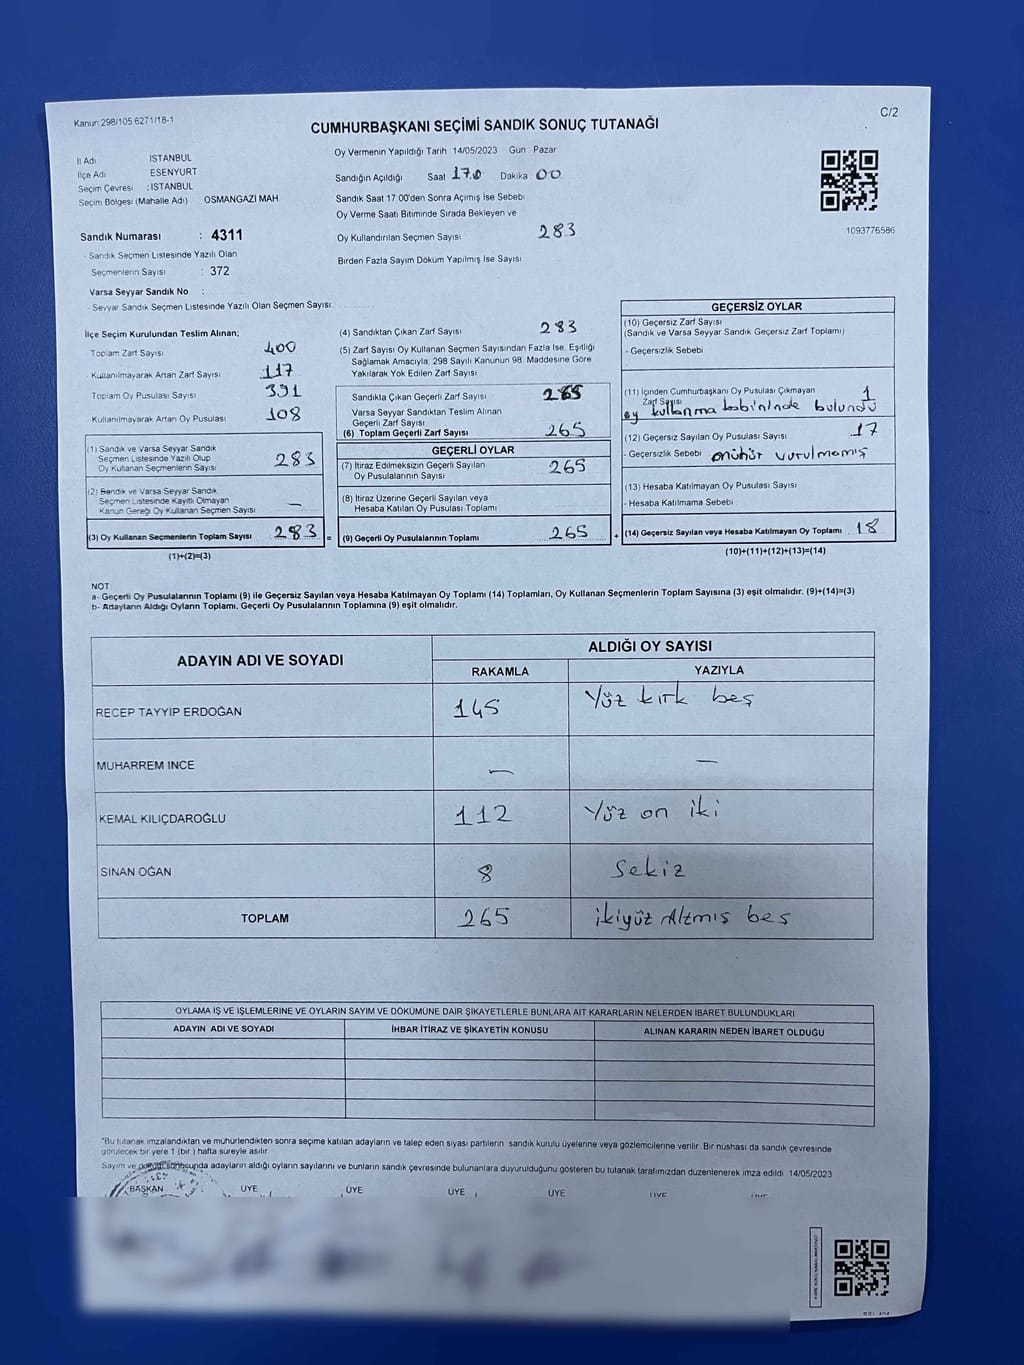 Kanun 298/105 6271/18-1
C/2
CUMHURBAŞKANI SEÇİMİ SANDIK SONUÇ TUTANAĞI
İl Adı İSTANBUL
İlçe Adı ESENYURT
Seçim Çevresi : İSTANBUL
Seçim Bölgesi (Mahalle Adı) OSMANGAZİ MAH.
Sandık Numarası : 4311
- Sandık Seçmen Listesinde Yazılı Olan
Seçmenlerin Sayısı : 372
Varsa Seyyar Sandık No :
- Seyyar Sandık Seçmen Listesinde Yazılı Olan Seçmen Sayısı
Oy Vermenin Yapıldığı Tarih 14/05/2023 Gün : Pazar
Sandığın Açıldığı Saat 17.0 Dakika 00
Sandık Saat 17 00'den Sonra Açımış İse Sebebi
Oy Verme Saati Bitiminde Sırada Bekleyen ve
Oy Kullandırılan Seçmen Sayısı 283
Birden Fazla Sayım Döküm Yapılmış İse Sayısı
1093776586
İlçe Seçim Kurulundan Teslim Alınan;
Toplam Zarf Sayısı 400
Kullanılmayarak Artan Zarf Sayısı 117
Toplam Oy Pusulası Sayısı 391
Kullanılmayarak Artan Oy Pusulası 108
(1) Sandık ve Varsa Seyyar Sandık
Seçmen Listesinde Yazılı Olup
Oy Kullanan Seçmenlerin Sayısı 283
(2) Sandık ve Varsa Seyyar Sandık
Seçmen Listesinde Kayıtlı Olmayan
Kanun Gereği Oy Kullanan Seçmen Sayısı —
(3) Oy Kullanan Seçmenlerin Toplam Sayısı 283 =
(1)+(2)=(3)
(4) Sandıktan Çıkan Zarf Sayısı 283
(5) Zarf Sayısı Oy Kullanan Seçmen Sayısından Fazla İse, Eşitliği
Sağlamak Amacıyla, 298 Sayılı Kanunun 98. Maddesine Göre
Yakılarak Yok Edilen Zarf Sayısı
Sandıkta Çıkan Geçerli Zarf Sayısı 265
Varsa Seyyar Sandıktan Teslim Alınan
Geçerli Zarf Sayısı
(6) Toplam Geçerli Zarf Sayısı 265
GEÇERLİ OYLAR
(7) İtiraz Edilmeksizin Geçerli Sayılan
Oy Pusulalarının Sayısı 265
(8) İtiraz Üzerine Geçerli Sayılan veya
Hesaba Katılan Oy Pusulası Toplamı
(9) Geçerli Oy Pusulalarının Toplamı 265 +
GEÇERSİZ OYLAR
(10) Geçersiz Zarf Sayısı
(Sandık ve Varsa Seyyar Sandık Geçersiz Zarf Toplamı)
- Geçersizlik Sebebi
(11) İçinden Cumhurbaşkanı Oy Pusulası Çıkmayan
Zarf Sayısı 1
oy kullanma kabininde bulundu
(12) Geçersiz Sayılan Oy Pusulası Sayısı 17
- Geçersizlik Sebebi önühür vurulmamış
(13) Hesaba Katılmayan Oy Pusulası Sayısı
- Hesaba Katılmama Sebebi
(14) Geçersiz Sayılan veya Hesaba Katılmayan Oy Toplamı 18
(10)+(11)+(12)+(13)=(14)
NOT:
a- Geçerli Oy Pusulalarının Toplamı (9) ile Geçersiz Sayılan veya Hesaba Katılmayan Oy Toplamı (14) Toplamları, Oy Kullanan Seçmenlerin Toplam Sayısına (3) eşit olmalıdır. (9)+(14)=(3)
b- Adayların Aldığı Oyların Toplamı, Geçerli Oy Pusulalarının Toplamına (9) eşit olmalıdır.
ADAYIN ADI VE SOYADI
ALDIĞI OY SAYISI
RAKAMLA YAZIYLA
RECEP TAYYİP ERDOĞAN 145 Yüz kırk beş
MUHARREM İNCE — —
KEMAL KILIÇDAROĞLU 112 Yüz on iki
SİNAN OĞAN 8 Sekiz
TOPLAM 265 ikiyüz Altmış beş
OYLAMA İŞ VE İŞLEMLERİNE VE OYLARIN SAYIM VE DÖKÜMÜNE DAİR ŞİKAYETLERLE BUNLARA AİT KARARLARIN NELERDEN İBARET BULUNDUKLARI
ADAYIN ADI VE SOYADI İHBAR İTİRAZ VE ŞİKAYETİN KONUSU ALINAN KARARIN NEDEN İBARET OLDUĞU
*Bu tutanak imzalandıktan ve mühürlendikten sonra seçime katılan adayların ve talep eden siyasi partilerin sandık kurulu üyelerine veya gözlemcilerine verilir. Bir nüshası da sandık çevresinde
görülecek bir yere 1 (bir) hafta süreyle asılır.
Sayım ve döküm sonosunda adayların aldığı oyların sayılarını ve bunların sandık çevresinde bulunanlara duyurulduğunu gösteren bu tutanak tarafımızdan düzenlenerek imza edildi 14/05/2023
BAŞKAN ÜYE ÜYE ÜYE ÜYE ÜYE